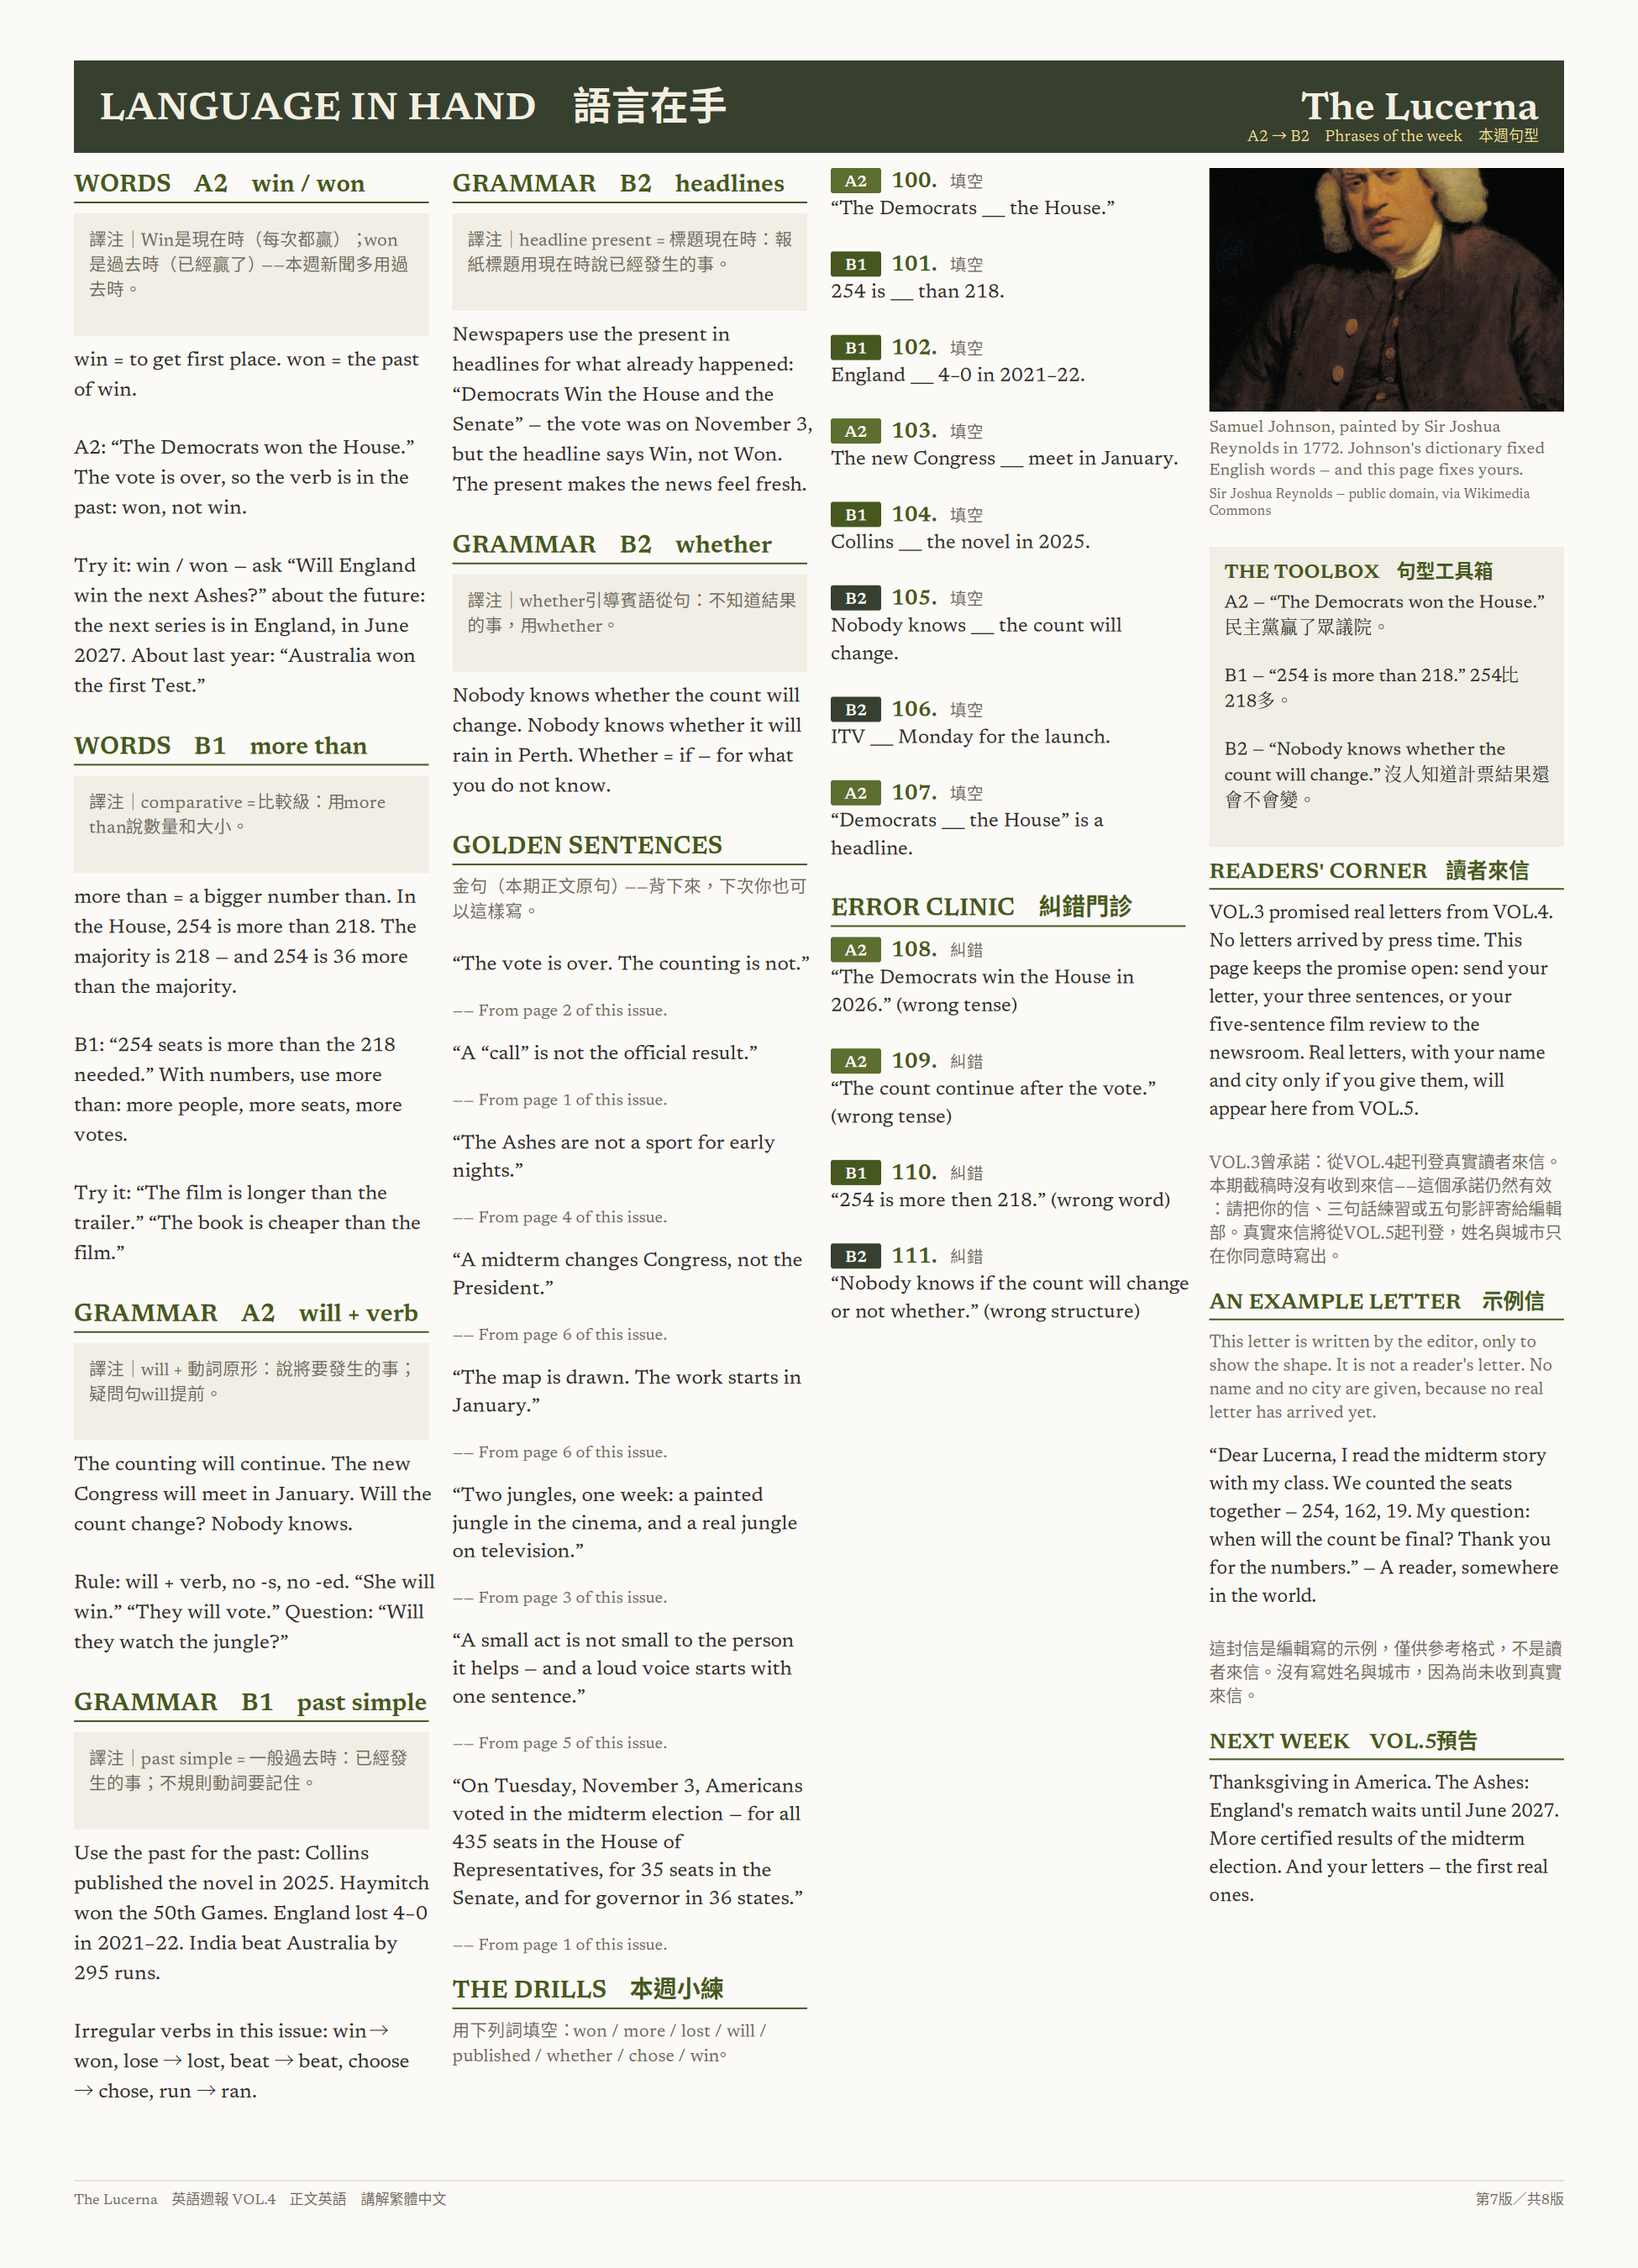 LANGUAGE IN HAND 語言在手
The Lucerna
A2 → B2 Phrases of the week 本週句型
WORDS A2 win / won
譯注｜Win是現在時（每次都贏）；won
是過去時（已經贏了）——本週新聞多用過
去時。
win = to get first place. won = the past
of win.
A2: “The Democrats won the House.”
The vote is over, so the verb is in the
past: won, not win.
Try it: win / won — ask “Will England
win the next Ashes?” about the future:
the next series is in England, in June
2027. About last year: “Australia won
the first Test.”
WORDS B1 more than
譯注｜comparative = 比較級：用more
than說數量和大小。
more than = a bigger number than. In
the House, 254 is more than 218. The
majority is 218 — and 254 is 36 more
than the majority.
B1: “254 seats is more than the 218
needed.” With numbers, use more
than: more people, more seats, more
votes.
Try it: “The film is longer than the
trailer.” “The book is cheaper than the
film.”
GRAMMAR A2 will + verb
譯注｜will + 動詞原形：說將要發生的事；
疑問句will提前。
The counting will continue. The new
Congress will meet in January. Will the
count change? Nobody knows.
Rule: will + verb, no -s, no -ed. “She will
win.” “They will vote.” Question: “Will
they watch the jungle?”
GRAMMAR B1 past simple
譯注｜past simple = 一般過去時：已經發
生的事；不規則動詞要記住。
Use the past for the past: Collins
published the novel in 2025. Haymitch
won the 50th Games. England lost 4–0
in 2021–22. India beat Australia by
295 runs.
Irregular verbs in this issue: win →
won, lose → lost, beat → beat, choose
→ chose, run → ran.
GRAMMAR B2 headlines
譯注｜headline present = 標題現在時：報
紙標題用現在時說已經發生的事。
Newspapers use the present in
headlines for what already happened:
“Democrats Win the House and the
Senate” — the vote was on November 3,
but the headline says Win, not Won.
The present makes the news feel fresh.
GRAMMAR B2 whether
譯注｜whether引導賓語從句：不知道結果
的事，用whether。
Nobody knows whether the count will
change. Nobody knows whether it will
rain in Perth. Whether = if — for what
you do not know.
GOLDEN SENTENCES
金句（本期正文原句）——背下來，下次你也可
以這樣寫。
“The vote is over. The counting is not.”
—— From page 2 of this issue.
“A “call” is not the official result.”
—— From page 1 of this issue.
“The Ashes are not a sport for early
nights.”
—— From page 4 of this issue.
“A midterm changes Congress, not the
President.”
—— From page 6 of this issue.
“The map is drawn. The work starts in
January.”
—— From page 6 of this issue.
“Two jungles, one week: a painted
jungle in the cinema, and a real jungle
on television.”
—— From page 3 of this issue.
“A small act is not small to the person
it helps — and a loud voice starts with
one sentence.”
—— From page 5 of this issue.
“On Tuesday, November 3, Americans
voted in the midterm election — for all
435 seats in the House of
Representatives, for 35 seats in the
Senate, and for governor in 36 states.”
—— From page 1 of this issue.
THE DRILLS 本週小練
用下列詞填空：won / more / lost / will /
published / whether / chose / win。
A2 100. 填空
“The Democrats ___ the House.”
B1 101. 填空
254 is ___ than 218.
B1 102. 填空
England ___ 4–0 in 2021–22.
A2 103. 填空
The new Congress ___ meet in January.
B1 104. 填空
Collins ___ the novel in 2025.
B2 105. 填空
Nobody knows ___ the count will
change.
B2 106. 填空
ITV ___ Monday for the launch.
A2 107. 填空
“Democrats ___ the House” is a
headline.
ERROR CLINIC 糾錯門診
A2 108. 糾錯
“The Democrats win the House in
2026.” (wrong tense)
A2 109. 糾錯
“The count continue after the vote.”
(wrong tense)
B1 110. 糾錯
“254 is more then 218.” (wrong word)
B2 111. 糾錯
“Nobody knows if the count will change
or not whether.” (wrong structure)
Samuel Johnson, painted by Sir Joshua
Reynolds in 1772. Johnson's dictionary fixed
English words — and this page fixes yours.
Sir Joshua Reynolds — public domain, via Wikimedia
Commons
THE TOOLBOX 句型工具箱
A2 — “The Democrats won the House.”
民主黨贏了眾議院。
B1 — “254 is more than 218.” 254比
218多。
B2 — “Nobody knows whether the
count will change.” 沒人知道計票結果還
會不會變。
READERS' CORNER 讀者來信
VOL.3 promised real letters from VOL.4.
No letters arrived by press time. This
page keeps the promise open: send your
letter, your three sentences, or your
five-sentence film review to the
newsroom. Real letters, with your name
and city only if you give them, will
appear here from VOL.5.
VOL.3曾承諾：從VOL.4起刊登真實讀者來信。
本期截稿時沒有收到來信——這個承諾仍然有效
：請把你的信、三句話練習或五句影評寄給編輯
部。真實來信將從VOL.5起刊登，姓名與城市只
在你同意時寫出。
AN EXAMPLE LETTER 示例信
This letter is written by the editor, only to
show the shape. It is not a reader's letter. No
name and no city are given, because no real
letter has arrived yet.
“Dear Lucerna, I read the midterm story
with my class. We counted the seats
together — 254, 162, 19. My question:
when will the count be final? Thank you
for the numbers.” — A reader, somewhere
in the world.
這封信是編輯寫的示例，僅供參考格式，不是讀
者來信。沒有寫姓名與城市，因為尚未收到真實
來信。
NEXT WEEK VOL.5預告
Thanksgiving in America. The Ashes:
England's rematch waits until June 2027.
More certified results of the midterm
election. And your letters — the first real
ones.
The Lucerna 英語週報 VOL.4 正文英語 講解繁體中文
第7版／共8版